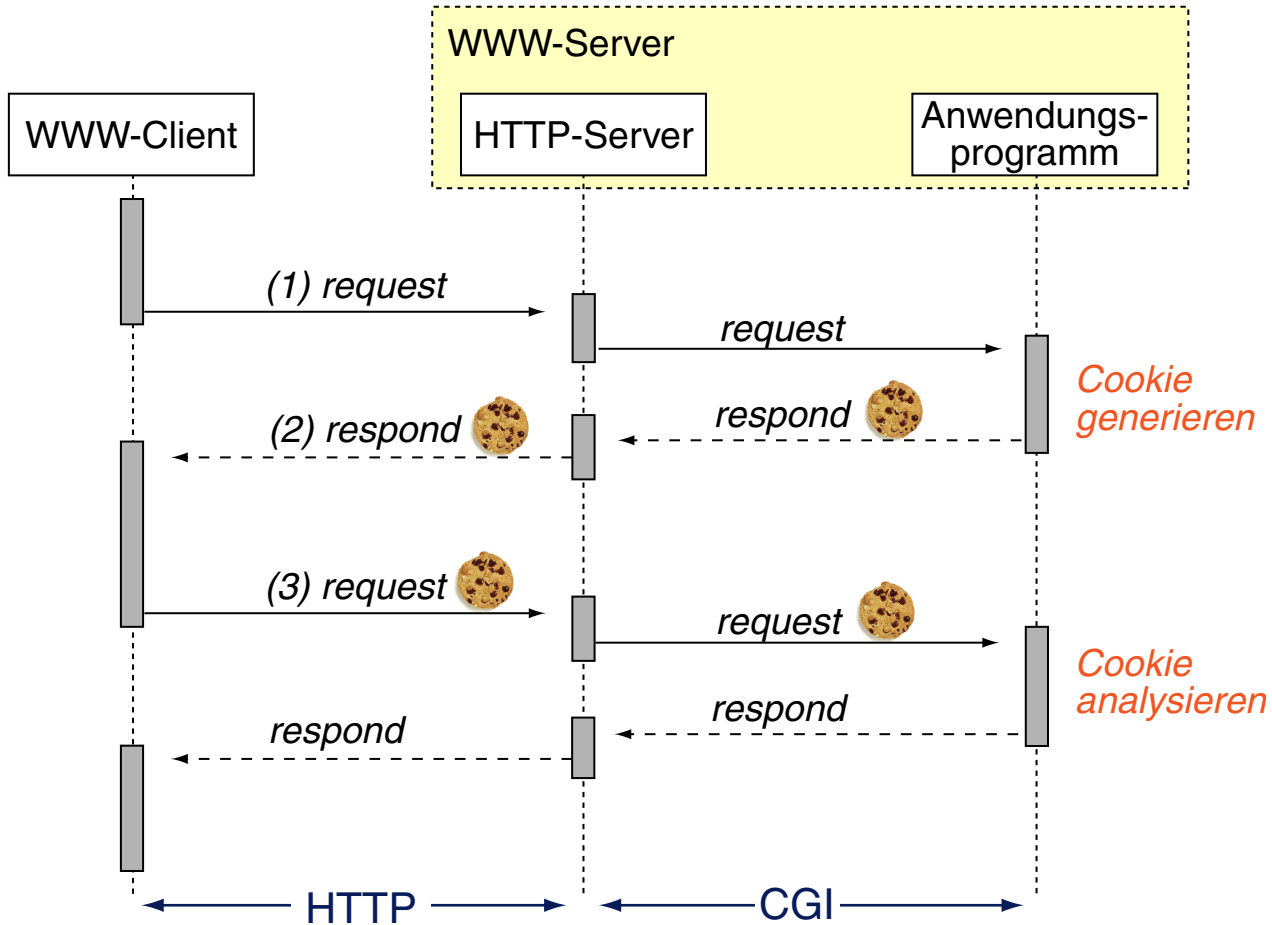 WWW-Server
WWW-Client
HTTP-Server
Anwendungs-
programm
(1) request
request
Cookie
generieren
respond
(2) respond
(3) request
request
Cookie
analysieren
respond
respond
HTTP
CGI